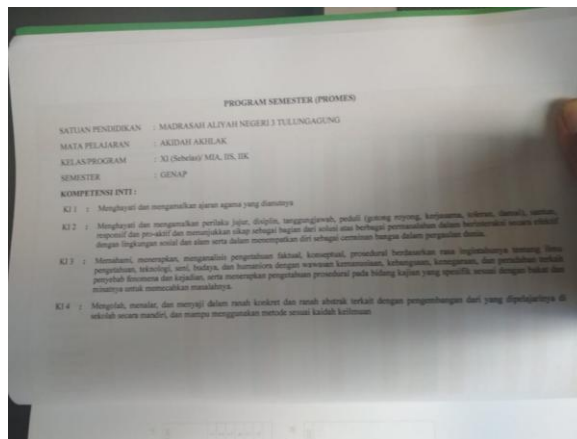 PROGRAM SEMESTER (PROMES)
SATUAN PENDIDIKAN : MADRASAH ALIYAH NEGERI 3 TULUNGAGUNG
MATA PELAJARAN : AKIDAH AKHLAK
KELAS/PROGRAM : XI (Sebelas)/ MIA, IIS, IIK
SEMESTER : GENAP
KOMPETENSI INTI :
KI 1 : Menghayati dan mengamalkan ajaran agama yang dianutnya
KI 2 : Menghayati dan mengamalkan perilaku jujur, disiplin, tanggungjawab, peduli (gotong royong, kerjasama, toleran, damai), santun,
responsif dan pro-aktif dan menunjukkan sikap sebagai bagian dari solusi atas berbagai permasalahan dalam berinteraksi secara efektif
dengan lingkungan sosial dan alam serta dalam menempatkan diri sebagai cerminan bangsa dalam pergaulan dunia.
KI 3 : Memahami, menerapkan, menganalisis pengetahuan faktual, konseptual, prosedural berdasarkan rasa ingintahunya tentang ilmu
pengetahuan, teknologi, seni, budaya, dan humaniora dengan wawasan kemanusiaan, kebangsaan, kenegaraan, dan peradaban terkait
penyebab fenomena dan kejadian, serta menerapkan pengetahuan prosedural pada bidang kajian yang spesifik sesuai dengan bakat dan
minatnya untuk memecahkan masalahnya.
KI 4 : Mengolah, menalar, dan menyaji dalam ranah konkret dan ranah abstrak terkait dengan pengembangan dari yang dipelajarinya di
sekolah secara mandiri, dan mampu menggunakan metode sesuai kaidah keilmuan